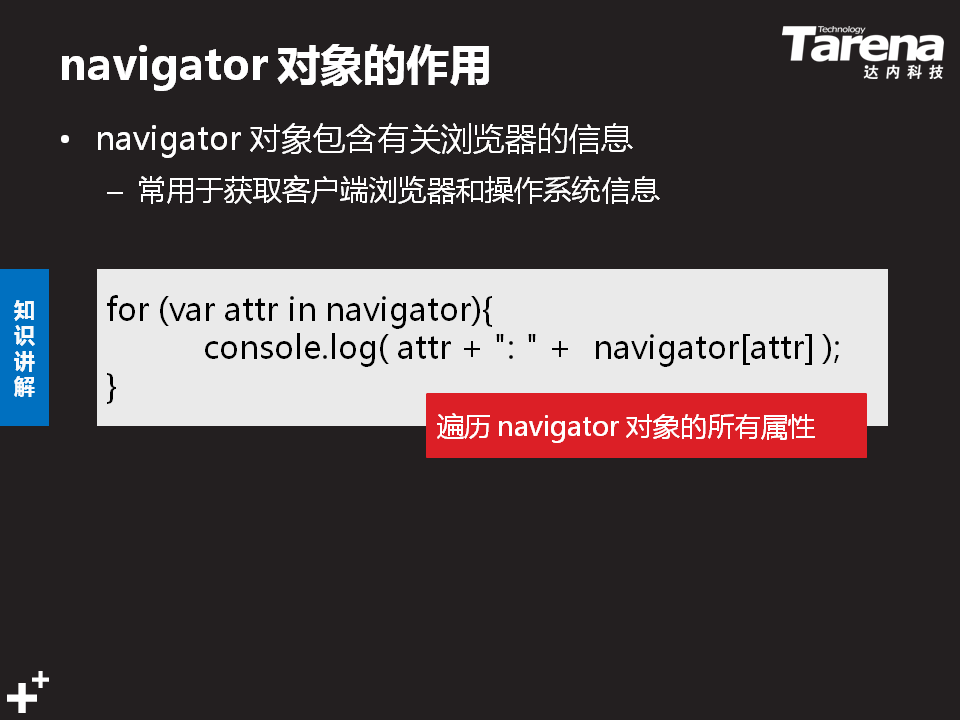 navigator 对象的作用
Technology
Tarena
达内科技
• navigator 对象包含有关浏览器的信息
– 常用于获取客户端浏览器和操作系统信息
知识讲解
for (var attr in navigator){
console.log( attr + ": " + navigator[attr] );
}
遍历 navigator 对象的所有属性